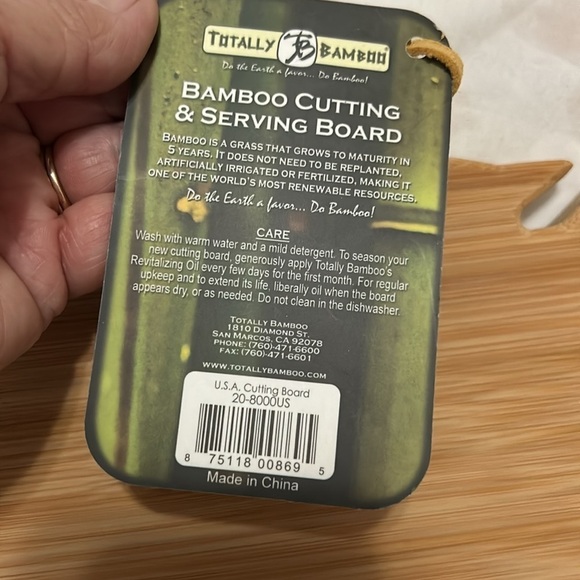 TOTALLY TB BAMBOO®
Do the Earth a favor... Do Bamboo!
BAMBOO CUTTING
& SERVING BOARD
BAMBOO IS A GRASS THAT GROWS TO MATURITY IN
5 YEARS. IT DOES NOT NEED TO BE REPLANTED,
ARTIFICIALLY IRRIGATED OR FERTILIZED, MAKING IT
ONE OF THE WORLD'S MOST RENEWABLE RESOURCES.
Do the Earth a favor... Do Bamboo!
CARE
Wash with warm water and a mild detergent. To season your
new cutting board, generously apply Totally Bamboo's
Revitalizing Oil every few days for the first month. For regular
upkeep and to extend its life, liberally oil when the board
appears dry, or as needed. Do not clean in the dishwasher.
TOTALLY BAMBOO
1810 DIAMOND ST.
SAN MARCOS, CA 92078
PHONE: (760)-471-6600
FAX: (760)-471-6601
WWW.TOTALLYBAMBOO.COM
U.S.A. Cutting Board
20-8000US
8 75118 00869 5
Made in China